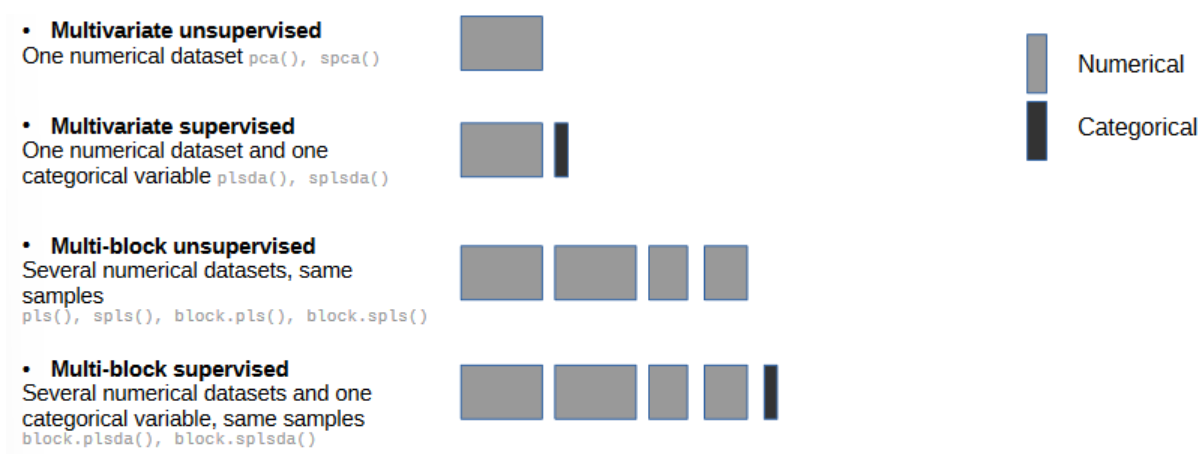 • Multivariate unsupervised
One numerical dataset pca(), spca()
Numerical
• Multivariate supervised
One numerical dataset and one
categorical variable plsda(), splsda()
Categorical
• Multi-block unsupervised
Several numerical datasets, same
samples
pls(), spls(), block.pls(), block.spls()
• Multi-block supervised
Several numerical datasets and one
categorical variable, same samples
block.plsda(), block.splsda()